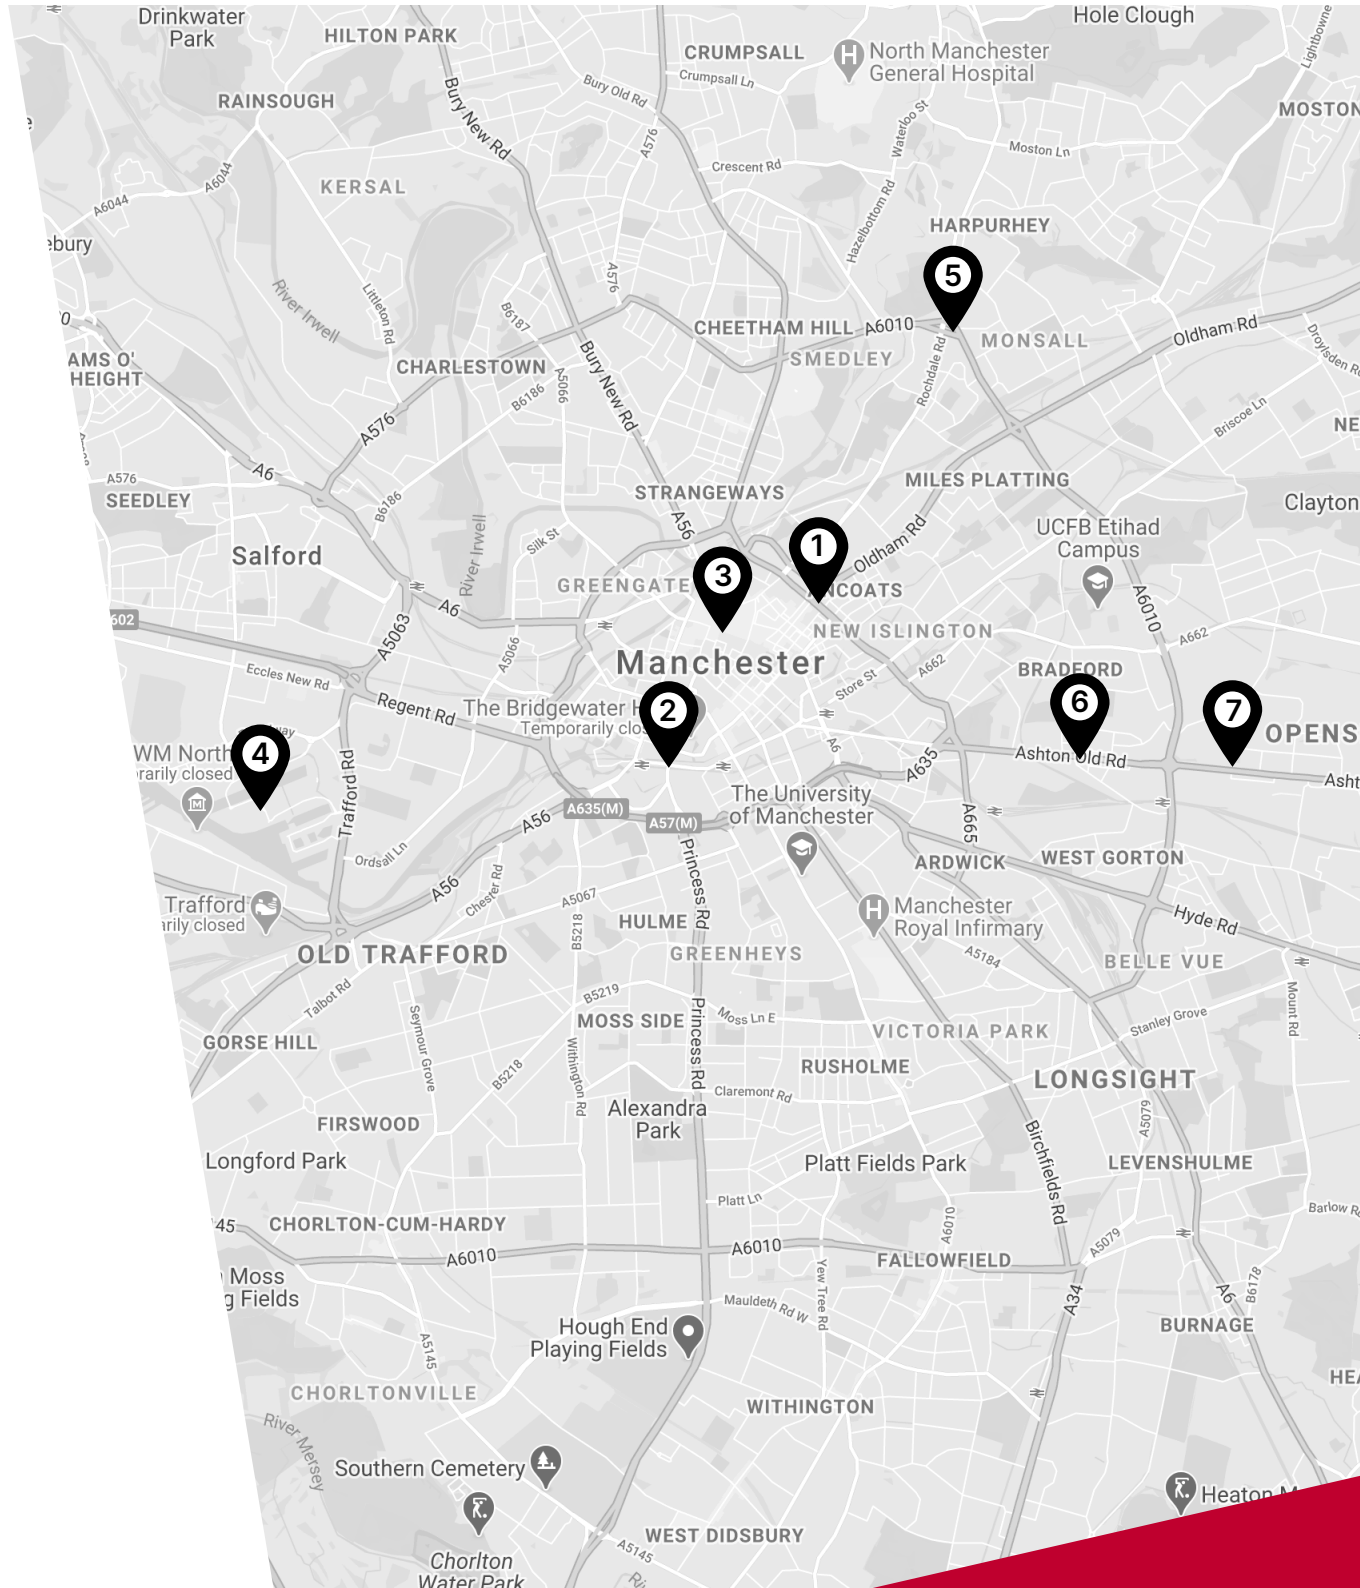 Drinkwater
Park
HILTON PARK
CRUMPSALL
North Manchester
General Hospital
Hole Clough
Lightbowne
RAINSOUGH
Bury New Rd
Bury Old Rd
Crumpsall Ln
A576
Waterloo St
MOSTON
Moston Ln
Crescent Rd
A6044
A6044
KERSAL
Hazelbottom Rd
HARPURHEY
ebury
River Irwell
Littleton Rd
A576
B6187
5
CHEETHAM HILL
A6010
SMEDLEY
MONSALL
Oldham Rd
Droylsden Rd
AMS O'
HEIGHT
CHARLESTOWN
Bury New Rd
A5066
B6186
Rochdale Rd
A576
Briscoe Ln
NE
A6
A576
SEEDLEY
B6186
STRANGEWAYS
MILES PLATTING
Clayton
A56
UCFB Etihad
Campus
Oldham Rd
Silk St
River Irwell
Salford
1
3
GREENGATE
ANCOATS
A6
A6010
602
A5063
A5066
NEW ISLINGTON
A662
Manchester
A662
Store St
BRADFORD
Eccles New Rd
Regent Rd
The Bridgewater H
Temporarily clos
2
6
7
OPENS
way
WM North
orarily closed
4
A6
A635
Ashton Old Rd
Asht
Trafford Rd
The University
of Manchester
A635(M)
A57(M)
A56
A665
Ordsall Ln
Princess Rd
ARDWICK
WEST GORTON
A56
Chester Rd
A5067
Trafford
arily closed
B5218
HULME
Manchester
Royal Infirmary
Hyde Rd
OLD TRAFFORD
GREENHEYS
A5184
BELLE VUE
Talbot Rd
B5219
Mount Rd
Seymour Grove
MOSS SIDE
Princess Rd
Moss Ln E
VICTORIA PARK
Stanley Grove
GORSE HILL
Withington Rd
B5218
RUSHOLME
LONGSIGHT
Claremont Rd
Alexandra
Park
A5079
FIRSWOOD
Birchfields Rd
Longford Park
Platt Fields Park
LEVENSHULME
Platt Ln
A6010
Barlow Rd
45
CHORLTON-CUM-HARDY
A6010
A6010
A5079
FALLOWFIELD
Moss
g Fields
Yew Tree Rd
A34
A6
B6178
Mauldeth Rd W
Hough End
Playing Fields
BURNAGE
A5145
HEA
CHORLTONVILLE
WITHINGTON
River Mersey
Southern Cemetery
Heaton M
WEST DIDSBURY
A5145
Chorlton
Water Park